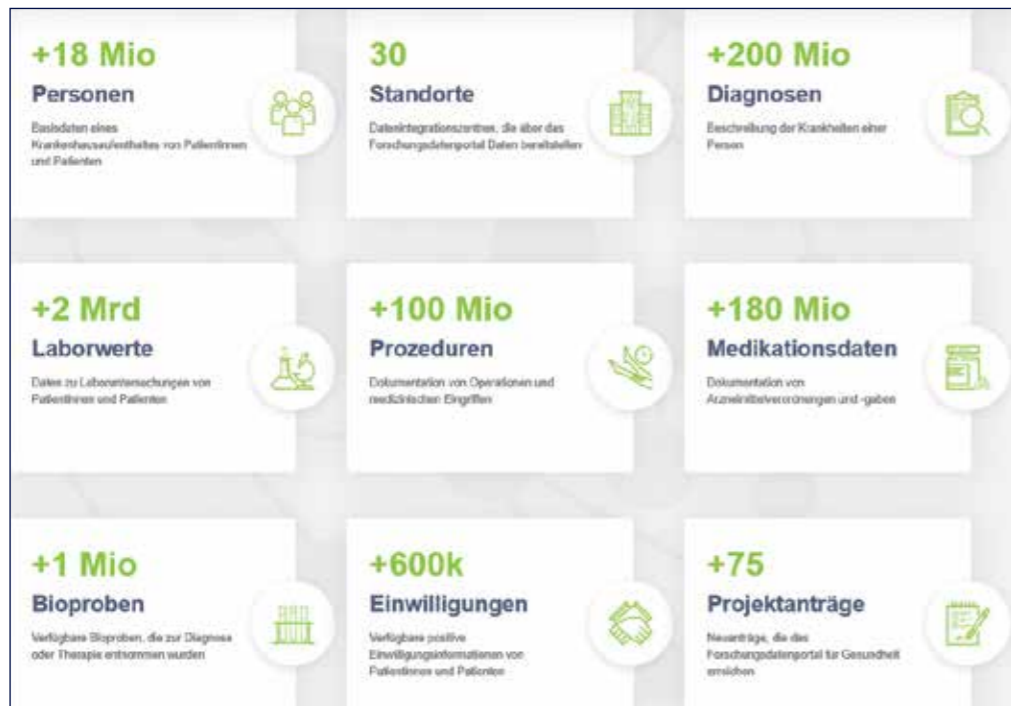 +18 Mio
Personen
Basisdaten eines
Krankenhausaufenthaltes von Patientinnen
und Patienten
30
Standorte
Datenintegrationszentren, die über das
Forschungsdatenportal Daten bereitstellen
+200 Mio
Diagnosen
Beschreibung der Krankheiten einer
Person
+2 Mrd
Laborwerte
Daten zu Laboruntersuchungen von
Patientinnen und Patienten
+100 Mio
Prozeduren
Dokumentation von Operationen und
medizinischen Eingriffen
+180 Mio
Medikationsdaten
Dokumentation von
Arzneimittelverordnungen und -gaben
+1 Mio
Bioproben
Verfügbare Bioproben, die zur Diagnose
oder Therapie entnommen wurden
+600k
Einwilligungen
Verfügbare positive
Einwilligungsinformationen von
Patientinnen und Patienten
+75
Projektanträge
Neuanträge, die das
Forschungsdatenportal für Gesundheit
erreichen